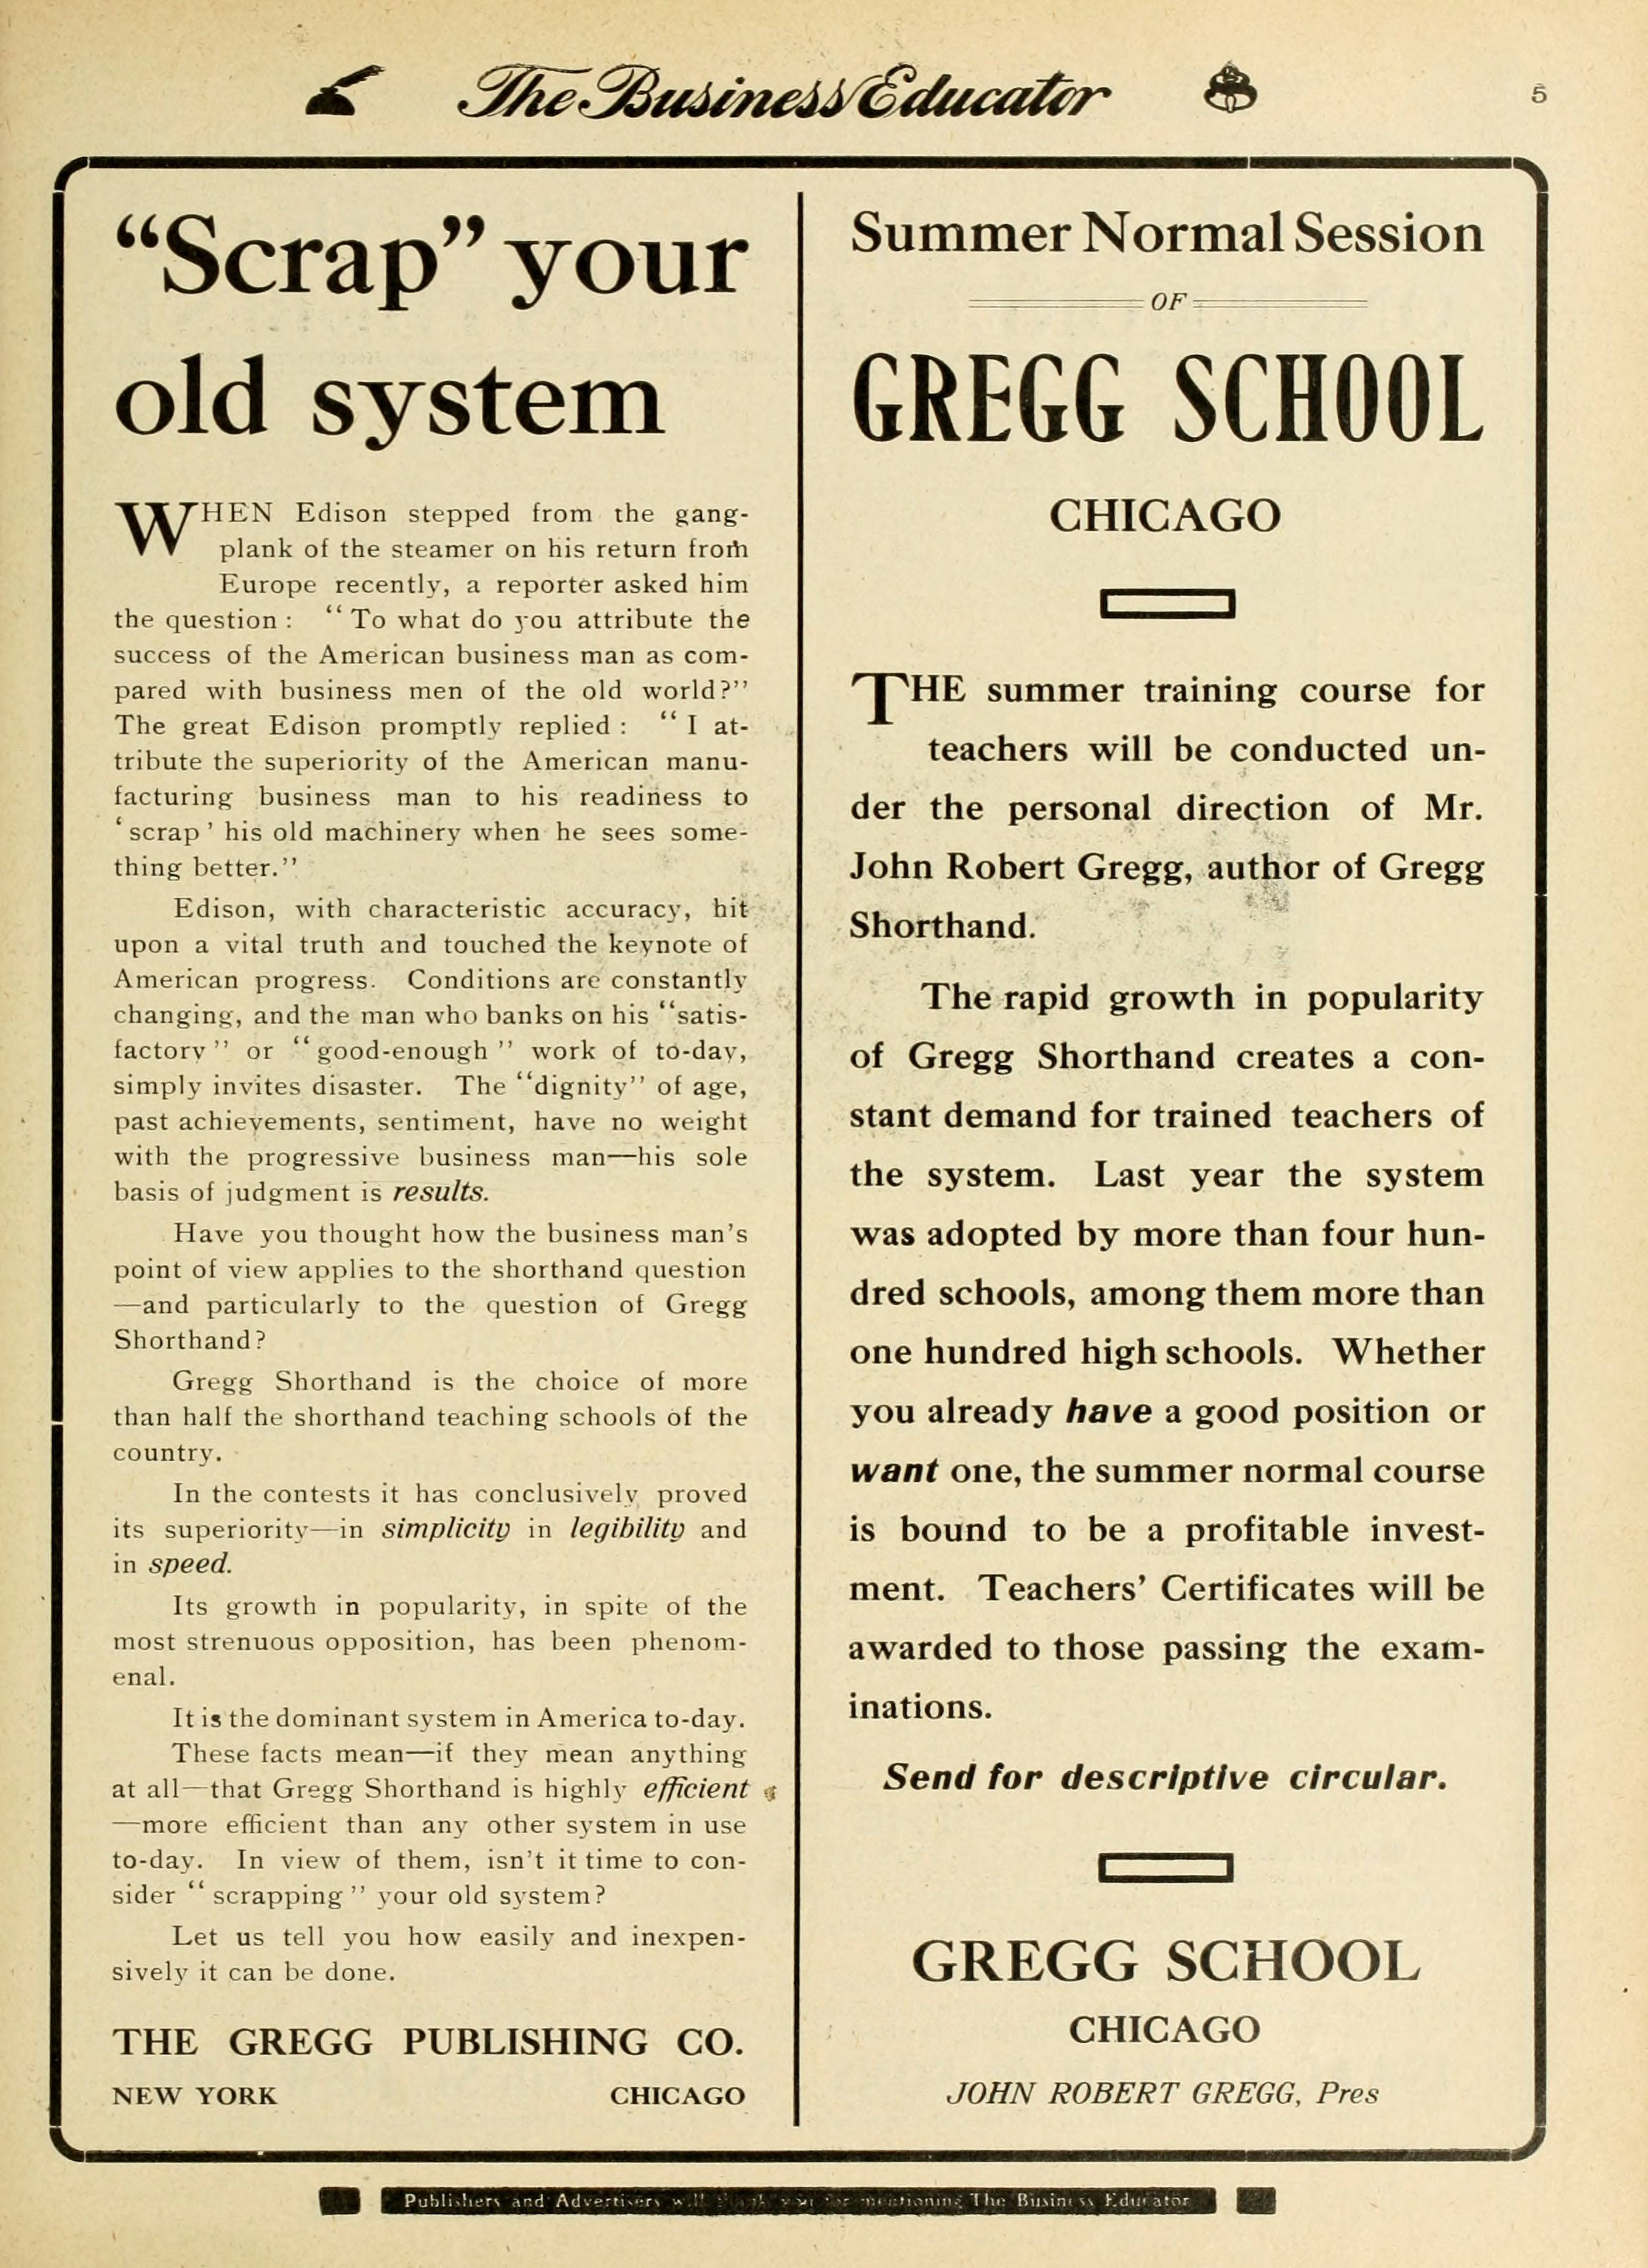 The Business Educator
5
“Scrap” your
old system
WHEN Edison stepped from the gang-
plank of the steamer on his return from
Europe recently, a reporter asked him
the question : “ To what do you attribute the
success of the American business man as com-
pared with business men of the old world?”
The great Edison promptly replied : “ I at-
tribute the superiority of the American manu-
facturing business man to his readiness to
‘ scrap ’ his old machinery when he sees some-
thing better.”
Edison, with characteristic accuracy, hit
upon a vital truth and touched the keynote of
American progress. Conditions are constantly
changing, and the man who banks on his “satis-
factory” or “good-enough” work of to-day,
simply invites disaster. The “dignity” of age,
past achievements, sentiment, have no weight
with the progressive business man—his sole
basis of judgment is results.
Have you thought how the business man’s
point of view applies to the shorthand question
—and particularly to the question of Gregg
Shorthand?
Gregg Shorthand is the choice of more
than half the shorthand teaching schools of the
country.
In the contests it has conclusively proved
its superiority—in simplicity in legibility and
in speed.
Its growth in popularity, in spite of the
most strenuous opposition, has been phenom-
enal.
It is the dominant system in America to-day.
These facts mean—if they mean anything
at all—that Gregg Shorthand is highly efficient
—more efficient than any other system in use
to-day. In view of them, isn’t it time to con-
sider “ scrapping ” your old system?
Let us tell you how easily and inexpen-
sively it can be done.
THE GREGG PUBLISHING CO.
NEW YORK CHICAGO
Summer Normal Session
OF
GREGG SCHOOL
CHICAGO
THE summer training course for
teachers will be conducted un-
der the personal direction of Mr.
John Robert Gregg, author of Gregg
Shorthand.
The rapid growth in popularity
of Gregg Shorthand creates a con-
stant demand for trained teachers of
the system. Last year the system
was adopted by more than four hun-
dred schools, among them more than
one hundred high schools. Whether
you already have a good position or
want one, the summer normal course
is bound to be a profitable invest-
ment. Teachers’ Certificates will be
awarded to those passing the exam-
inations.
Send for descriptive circular.
GREGG SCHOOL
CHICAGO
JOHN ROBERT GREGG, Pres
Publishers and Advertisers will thank you for mentioning The Business Educator